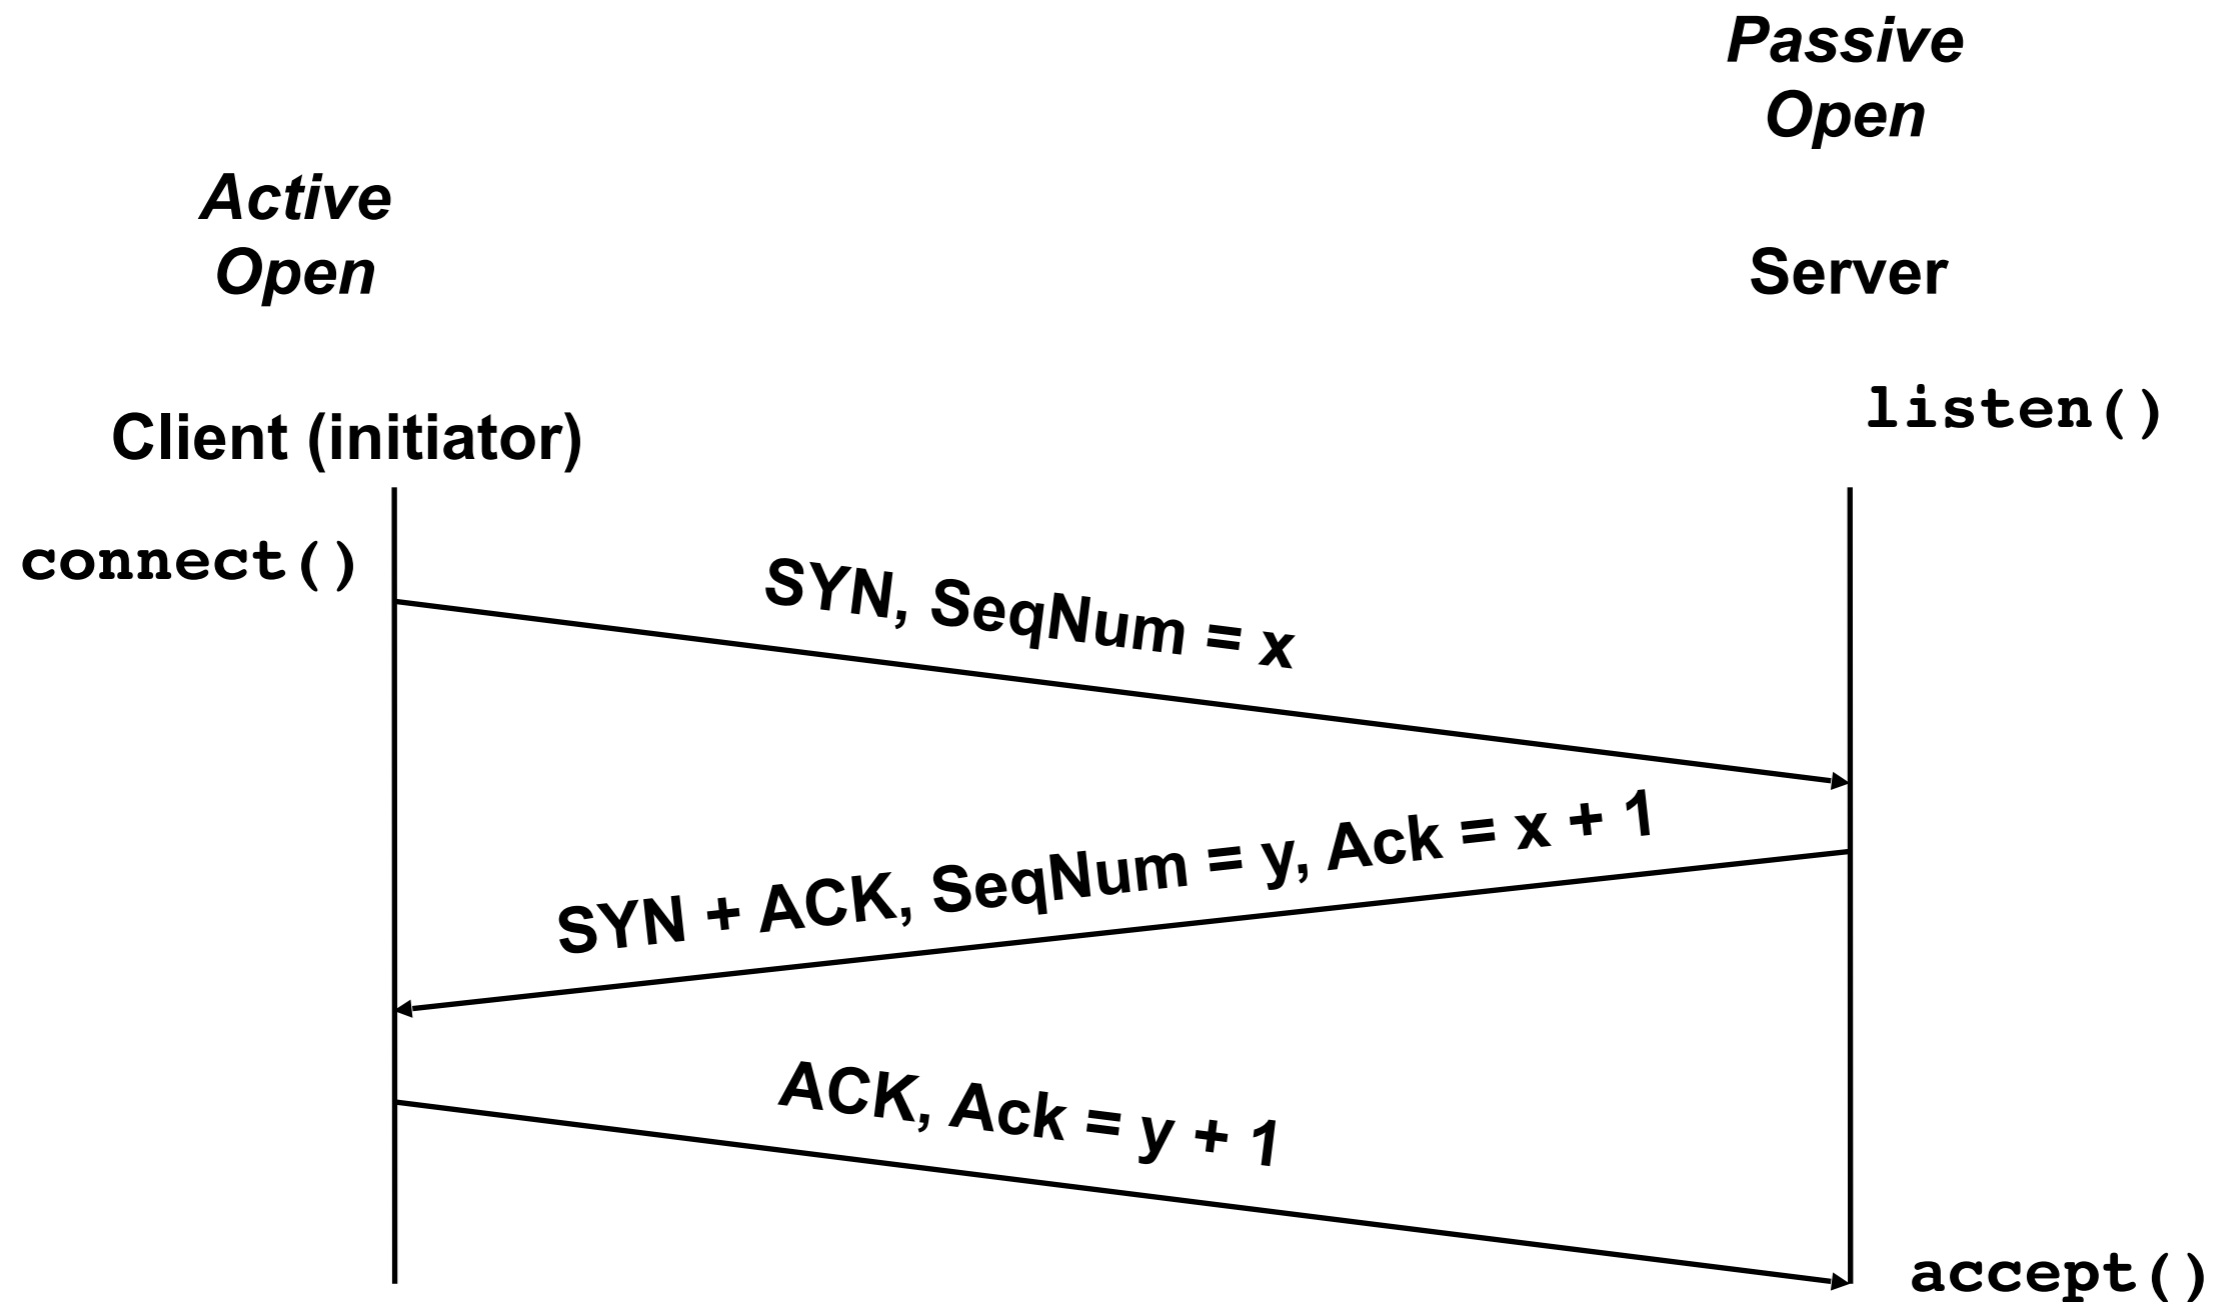 Passive
Open
Active
Open
Server
Client (initiator)
listen()
connect()
SYN, SeqNum = x
SYN + ACK, SeqNum = y, Ack = x + 1
ACK, Ack = y + 1
accept()